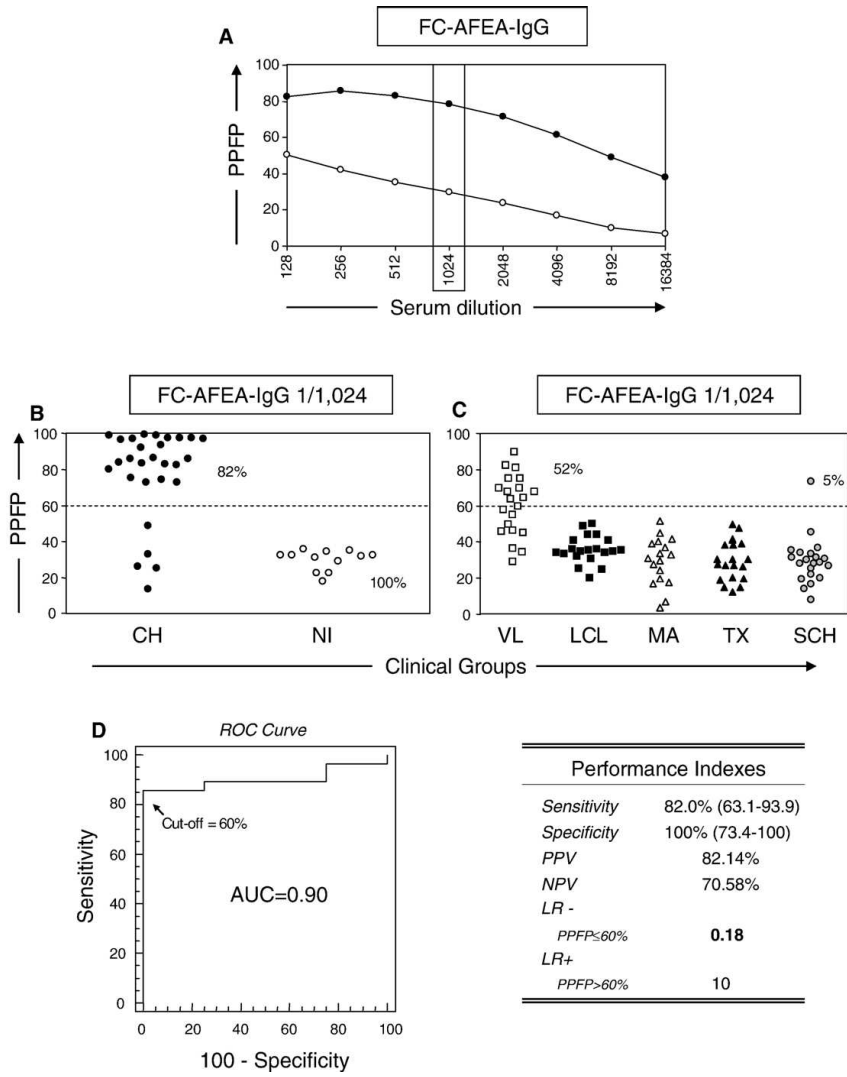 FC-AFEA-IgG
A
PPFP
100
80
60
40
20
0
128
256
512
1024
2048
4096
8192
16384
Serum dilution
FC-AFEA-IgG 1/1,024
B
PPFP
100
80
60
40
20
0
82%
100%
CH
NI
FC-AFEA-IgG 1/1,024
C
100
80
60
40
20
0
52%
5%
VL
LCL
MA
TX
SCH
Clinical Groups
D
ROC Curve
Sensitivity
100
80
60
40
80
0
Cut-off = 60%
AUC=0.90
0
20
40
60
80
100
100 - Specificity
Performance Indexes
Sensitivity 82.0% (63.1-93.9)
Specificity 100% (73.4-100)
PPV 82.14%
NPV 70.58%
LR -
PPFP≤60% 0.18
LR+
PPFP>60% 10